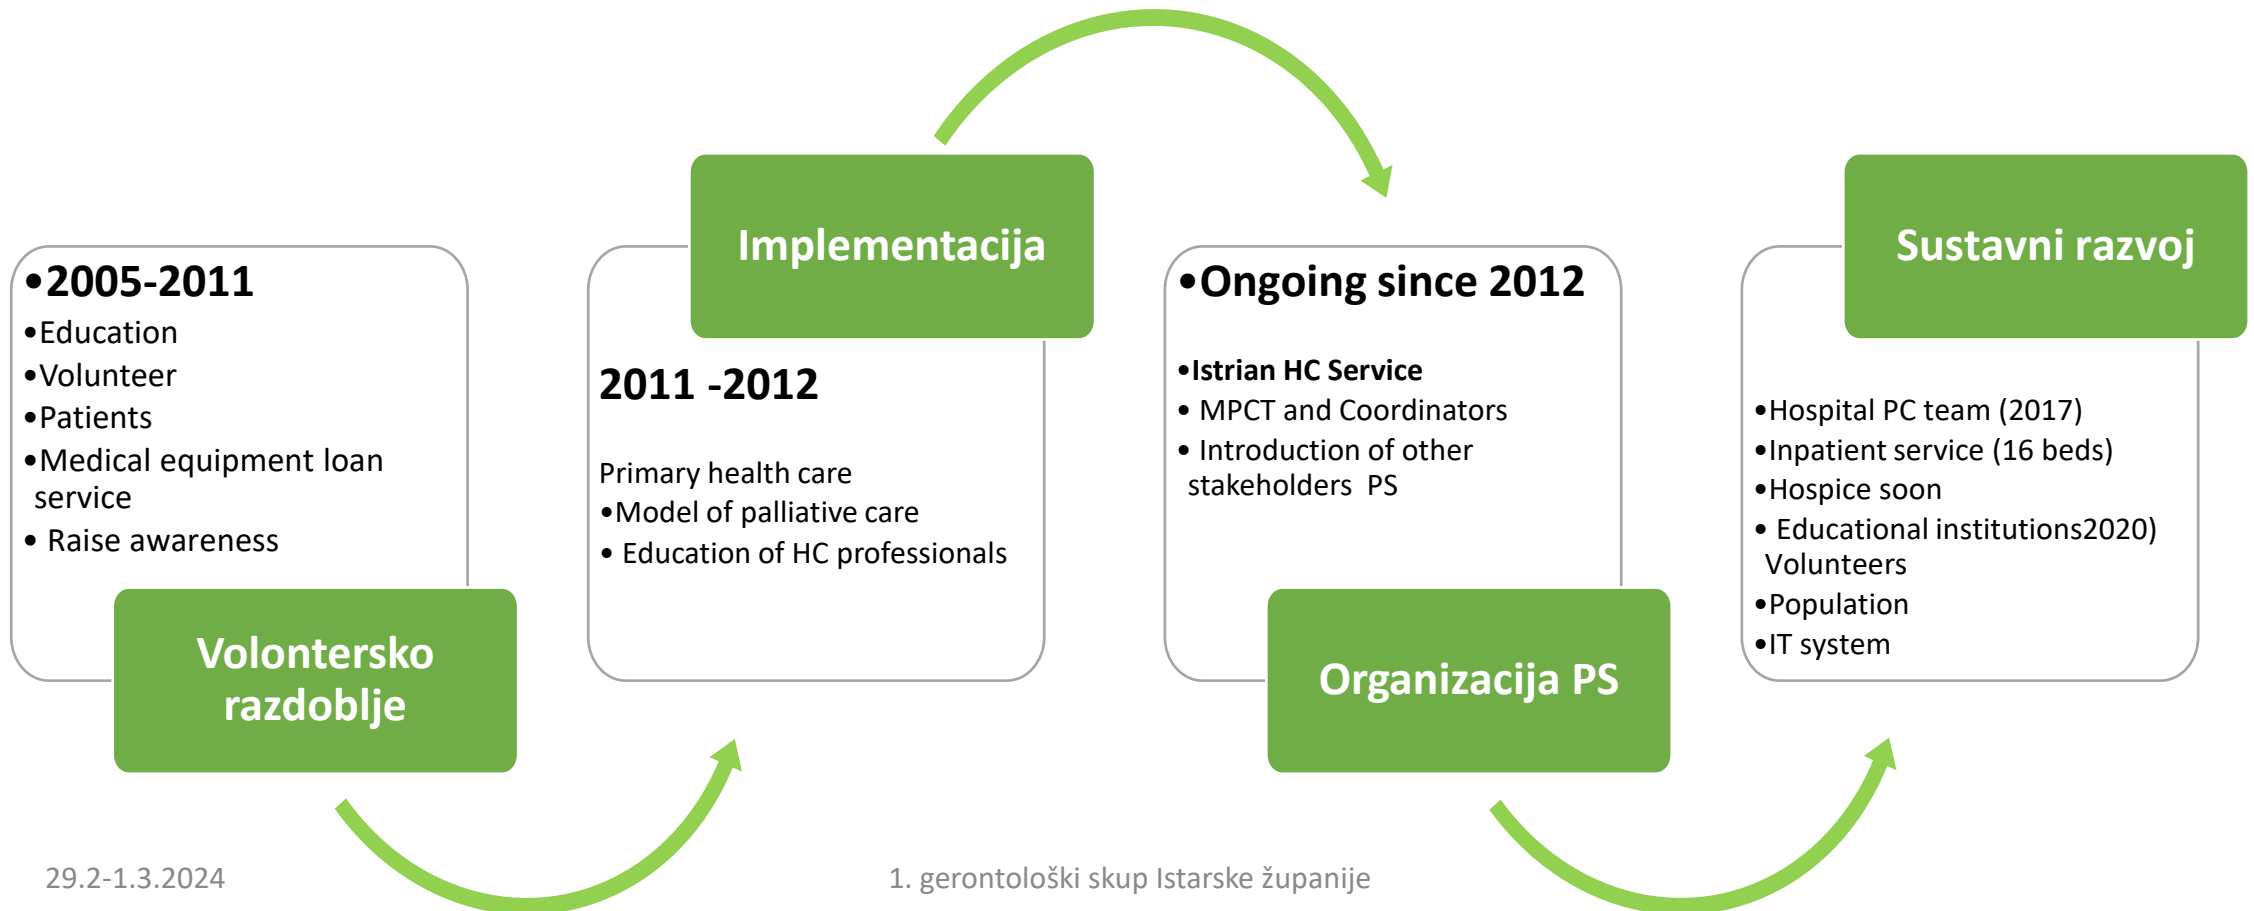 •2005-2011
•Education
•Volunteer
•Patients
•Medical equipment loan
service
• Raise awareness
Volontersko
razdoblje
Implementacija
2011 -2012
Primary health care
•Model of palliative care
• Education of HC professionals
•Ongoing since 2012
•Istrian HC Service
• MPCT and Coordinators
• Introduction of other
stakeholders PS
Organizacija PS
Sustavni razvoj
•Hospital PC team (2017)
•Inpatient service (16 beds)
•Hospice soon
• Educational institutions2020)
Volunteers
•Population
•IT system
29.2-1.3.2024
1. gerontološki skup Istarske županije